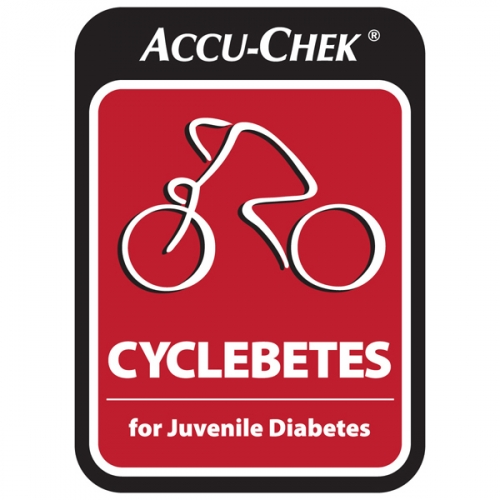 ACCU-CHEK®
CYCLEBETES
for Juvenile Diabetes